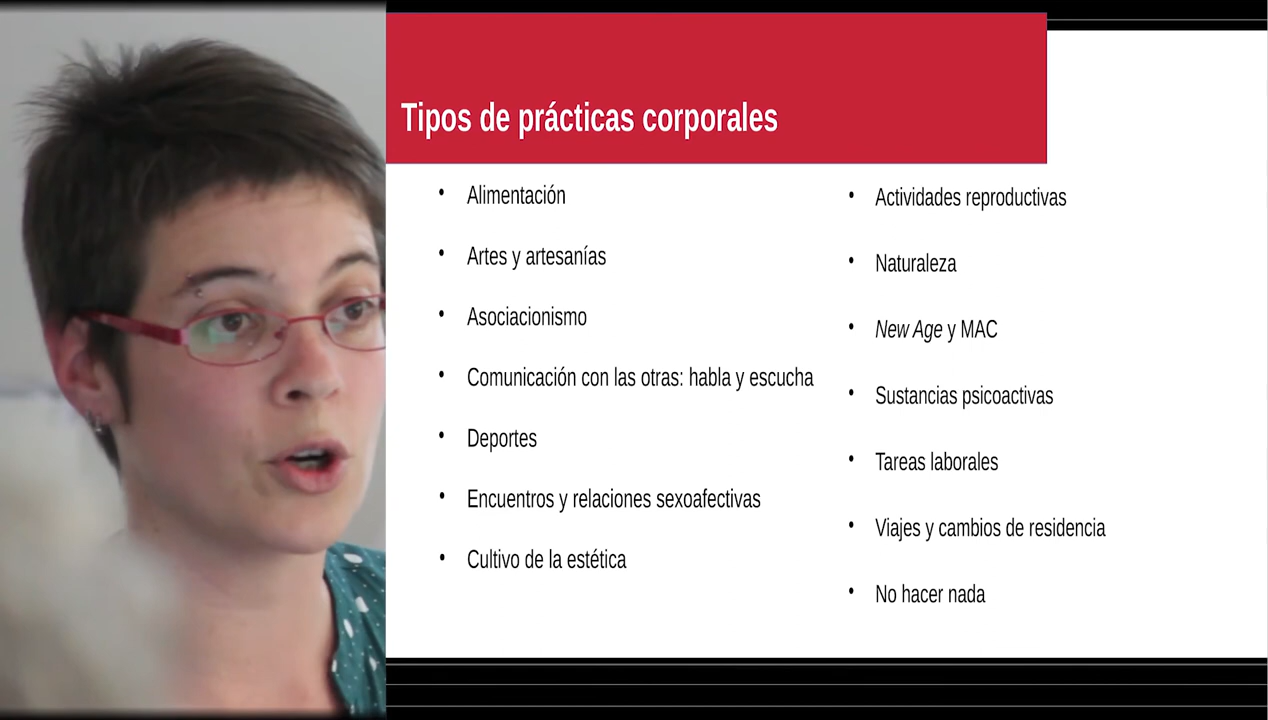 Tipos de prácticas corporales
Alimentación
Artes y artesanías
Asociacionismo
Comunicación con las otras: habla y escucha
Deportes
Encuentros y relaciones sexoafectivas
Cultivo de la estética
Actividades reproductivas
Naturaleza
New Age y MAC
Sustancias psicoactivas
Tareas laborales
Viajes y cambios de residencia
No hacer nada